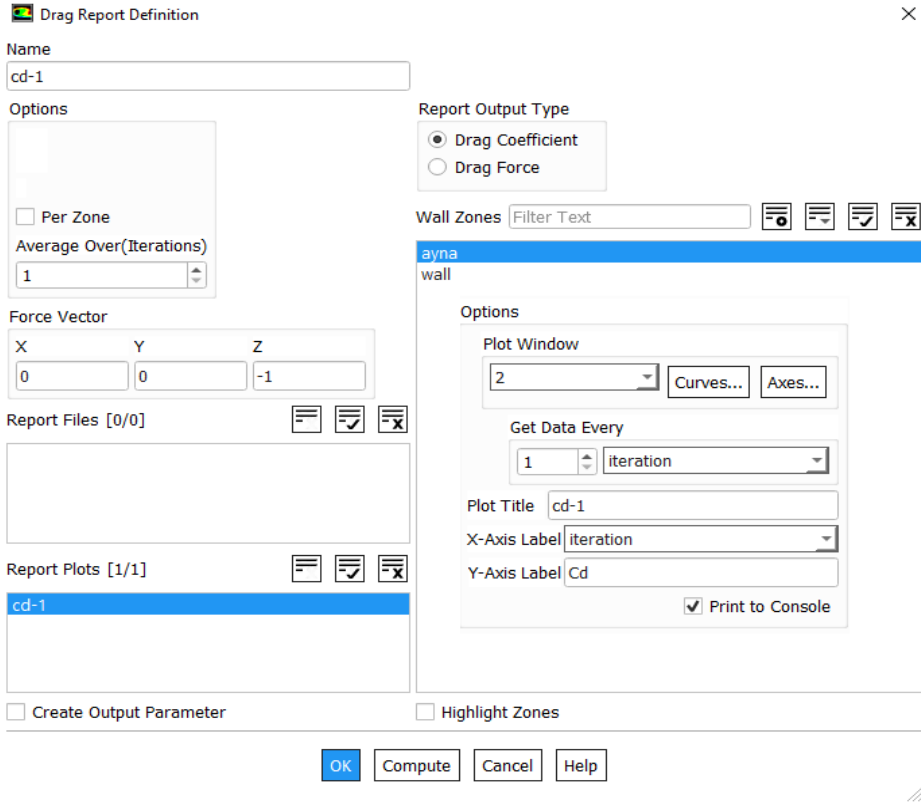 Drag Report Definition
Name
cd-1
Options
Per Zone
Average Over(Iterations)
1
Force Vector
X Y Z
0 0 -1
Report Files [0/0]
Report Plots [1/1]
cd-1
Create Output Parameter
Report Output Type
Drag Coefficient
Drag Force
Wall Zones Filter Text
ayna
wall
Options
Plot Window
2 Curves... Axes...
Get Data Every
1 iteration
Plot Title cd-1
X-Axis Label iteration
Y-Axis Label Cd
Print to Console
Highlight Zones
OK Compute Cancel Help